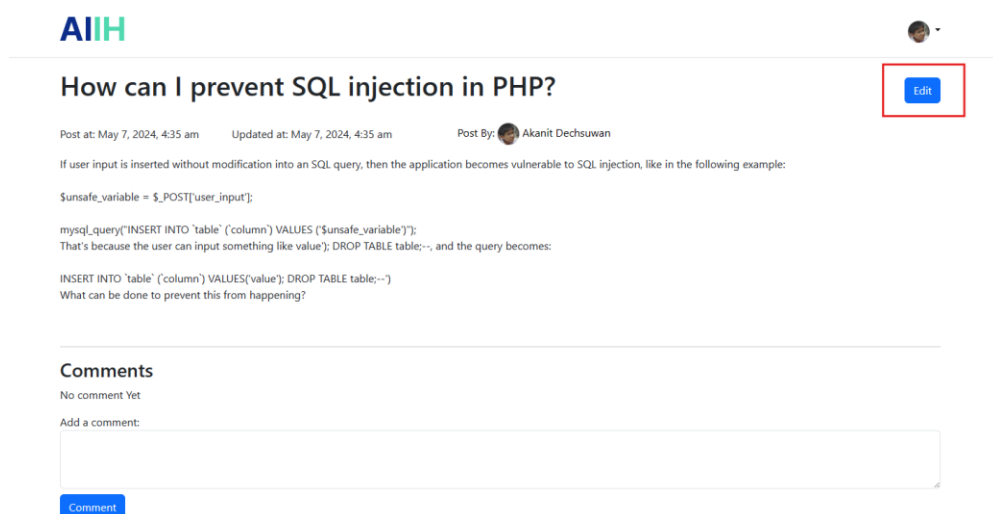 AIIH
How can I prevent SQL injection in PHP?
Edit
Post at: May 7, 2024, 4:35 am Updated at: May 7, 2024, 4:35 am Post By: Akanit Dechsuwan
If user input is inserted without modification into an SQL query, then the application becomes vulnerable to SQL injection, like in the following example:
$unsafe_variable = $_POST['user_input'];
mysql_query("INSERT INTO `table` (`column`) VALUES ('$unsafe_variable')");
That's because the user can input something like value'); DROP TABLE table;--, and the query becomes:
INSERT INTO `table` (`column`) VALUES('value'); DROP TABLE table;--')
What can be done to prevent this from happening?
Comments
No comment Yet
Add a comment:
Comment